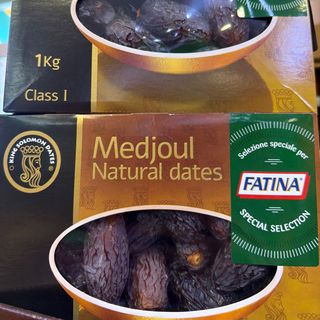 1Kg
Class I
KING SOLOMON DATES
Medjoul
Natural dates
Selezione speciale per
FATINA
SPECIAL SELECTION